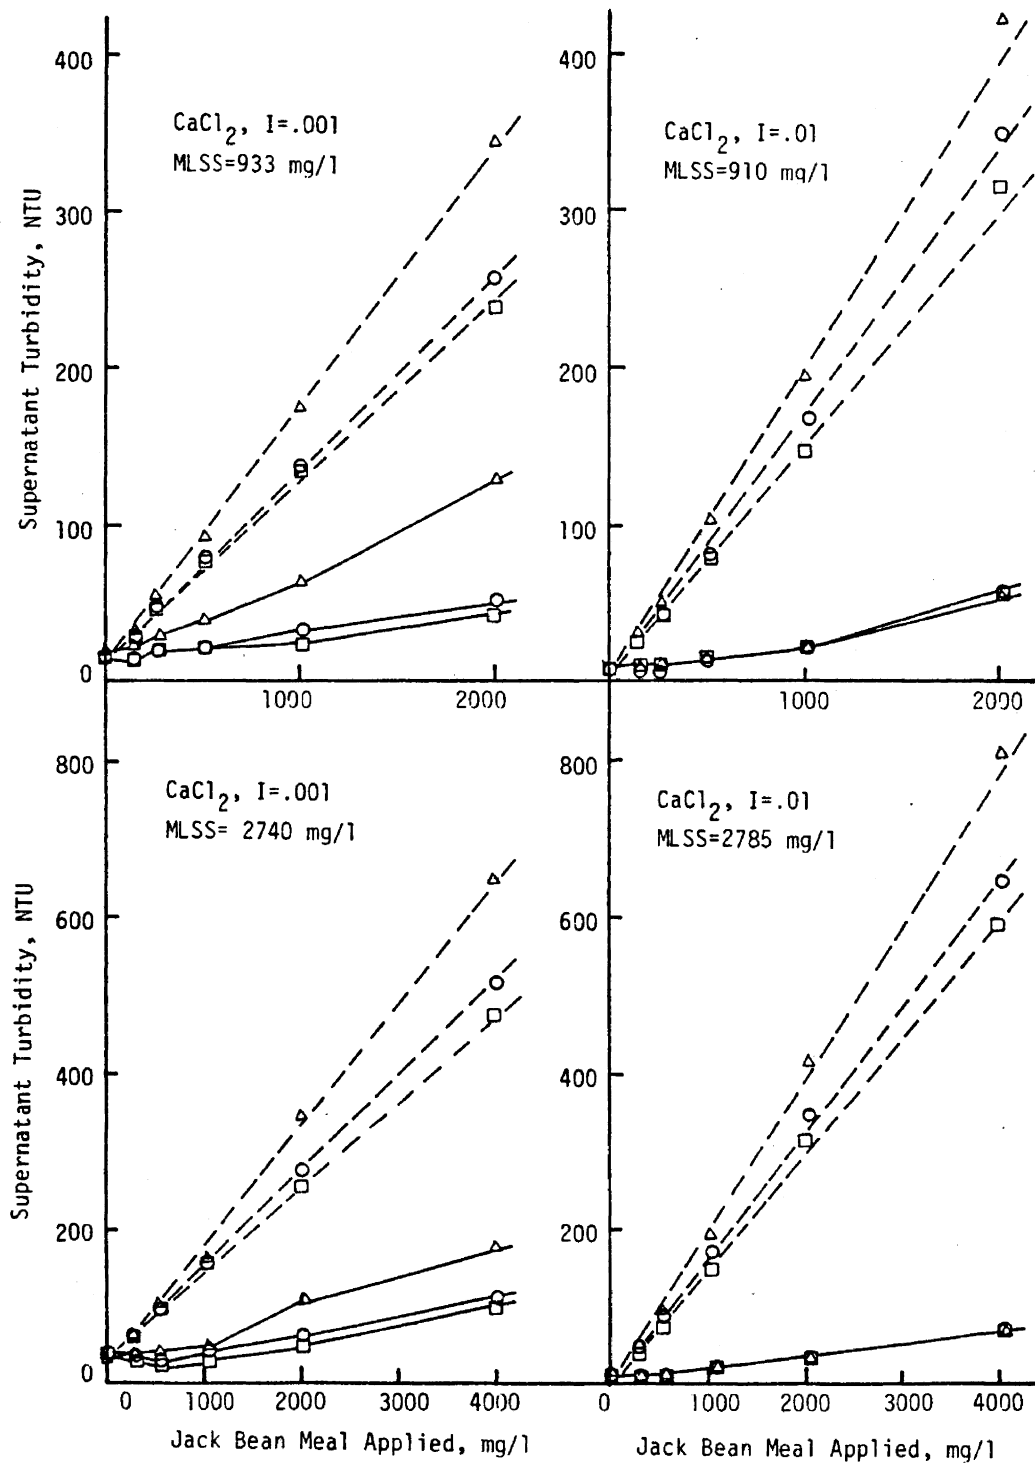 400
300
200
100
0
Supernatant Turbidity, NTU
CaCl2, I=.001
MLSS=933 mg/l
1000
2000
400
300
200
100
CaCl2, I=.01
MLSS=910 mg/l
1000
2000
800
600
400
200
0
Supernatant Turbidity, NTU
CaCl2, I=.001
MLSS= 2740 mg/l
0 1000 2000 3000 4000
Jack Bean Meal Applied, mg/l
800
600
400
200
CaCl2, I=.01
MLSS=2785 mg/l
0 1000 2000 3000 4000
Jack Bean Meal Applied, mg/l